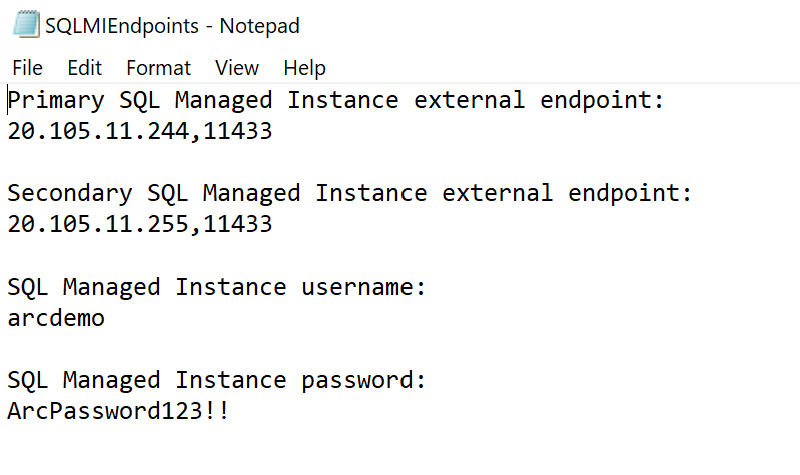 SQLMIEndpoints - Notepad
File Edit Format View Help
Primary SQL Managed Instance external endpoint:
20.105.11.244,11433
Secondary SQL Managed Instance external endpoint:
20.105.11.255,11433
SQL Managed Instance username:
arcdemo
SQL Managed Instance password:
ArcPassword123!!